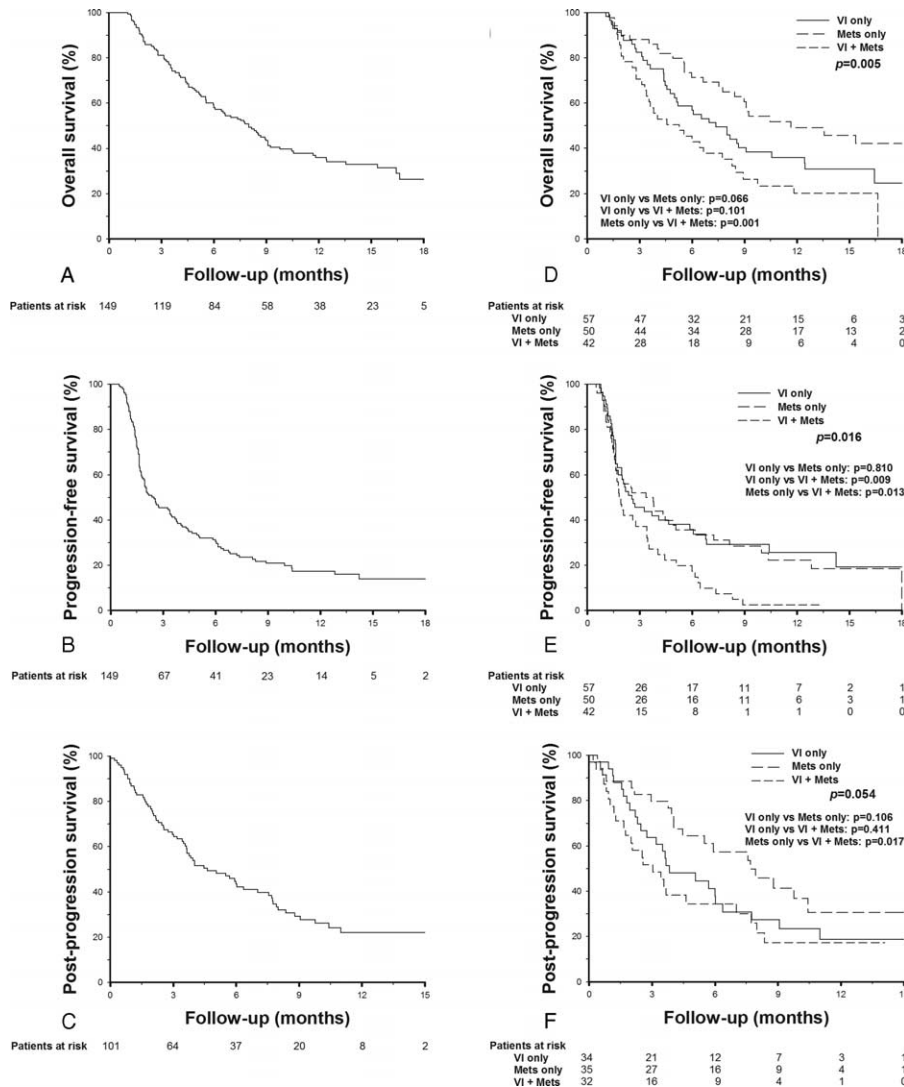 Overall survival (%)
100
80
60
40
20
0
0 3 6 9 12 15 18
A
Follow-up (months)
Patients at risk 149 119 84 58 38 23 5
Overall survival (%)
100
80
60
40
20
0
VI only
Mets only
VI + Mets
p=0.005
VI only vs Mets only: p=0.066
VI only vs VI + Mets: p=0.101
Mets only vs VI + Mets: p=0.001
0 3 6 9 12 15 18
D
Follow-up (months)
Patients at risk
VI only 57 47 32 21 15 6 3
Mets only 50 44 34 28 17 13 2
VI + Mets 42 28 18 9 6 4 0
Progression-free survival (%)
100
80
60
40
20
0
0 3 6 9 12 15 18
B
Follow-up (months)
Patients at risk 149 67 41 23 14 5 2
Progression-free survival (%)
100
80
60
40
20
0
VI only
Mets only
VI + Mets
p=0.016
VI only vs Mets only: p=0.810
VI only vs VI + Mets: p=0.009
Mets only vs VI + Mets: p=0.013
0 3 6 9 12 15 18
E
Follow-up (months)
Patients at risk
VI only 57 26 17 11 7 2 1
Mets only 50 26 16 11 6 3 1
VI + Mets 42 15 8 1 1 0 0
Post-progression survival (%)
100
80
60
40
20
0
0 3 6 9 12 15
C
Follow-up (months)
Patients at risk 101 64 37 20 8 2
Post-progression survival (%)
100
80
60
40
20
0
VI only
Mets only
VI + Mets
p=0.054
VI only vs Mets only: p=0.106
VI only vs VI + Mets: p=0.411
Mets only vs VI + Mets: p=0.017
0 3 6 9 12 15
F
Follow-up (months)
Patients at risk
VI only 34 21 12 7 3 1
Mets only 35 27 16 9 4 1
VI + Mets 32 16 9 4 1 0